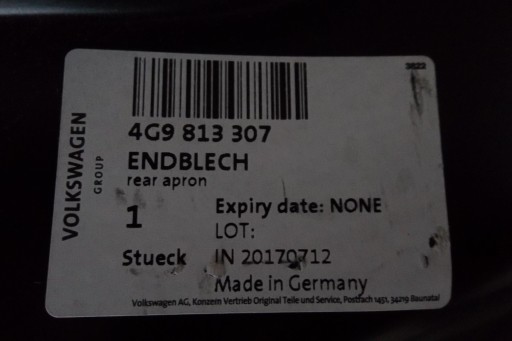 3822
4G9 813 307
ENDBLECH
rear apron
VOLKSWAGEN
GROUP
1
Expiry date: NONE
LOT:
Stueck
IN 20170712
Made in Germany
Volkswagen AG, Konzern Vertrieb Original Teile und Service, Postfach 1451, 34219 Baunatal